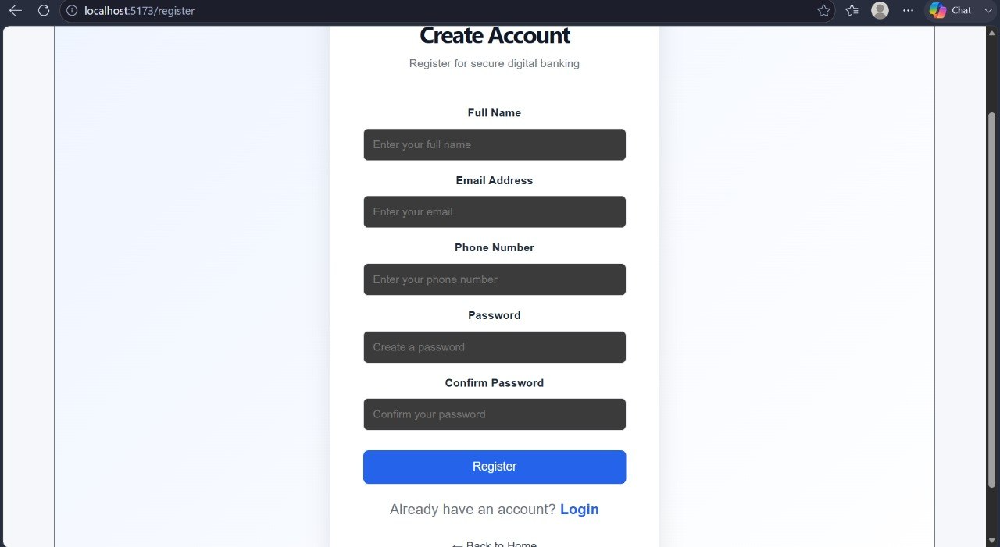 localhost:5173/register
Chat
Create Account
Register for secure digital banking
Full Name
Enter your full name
Email Address
Enter your email
Phone Number
Enter your phone number
Password
Create a password
Confirm Password
Confirm your password
Register
Already have an account? Login
← Back to Home